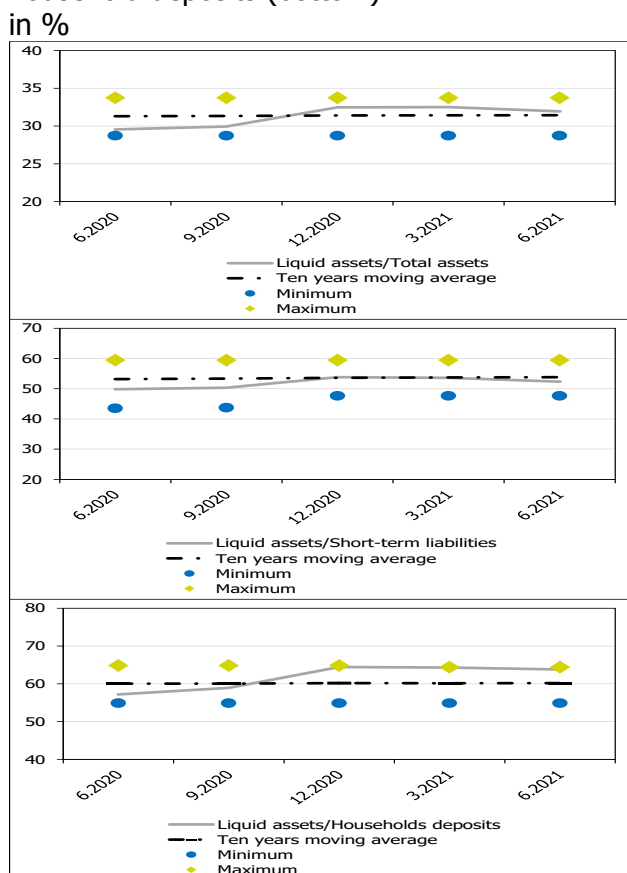 in %
40
35
30
25
20
6.2020
9.2020
12.2020
3.2021
6.2021
Liquid assets/Total assets
Ten years moving average
Minimum
Maximum
70
60
50
40
30
20
6.2020
9.2020
12.2020
3.2021
6.2021
Liquid assets/Short-term liabilities
Ten years moving average
Minimum
Maximum
80
70
60
50
40
6.2020
9.2020
12.2020
3.2021
6.2021
Liquid assets/Households deposits
Ten years moving average
Minimum
Maximum